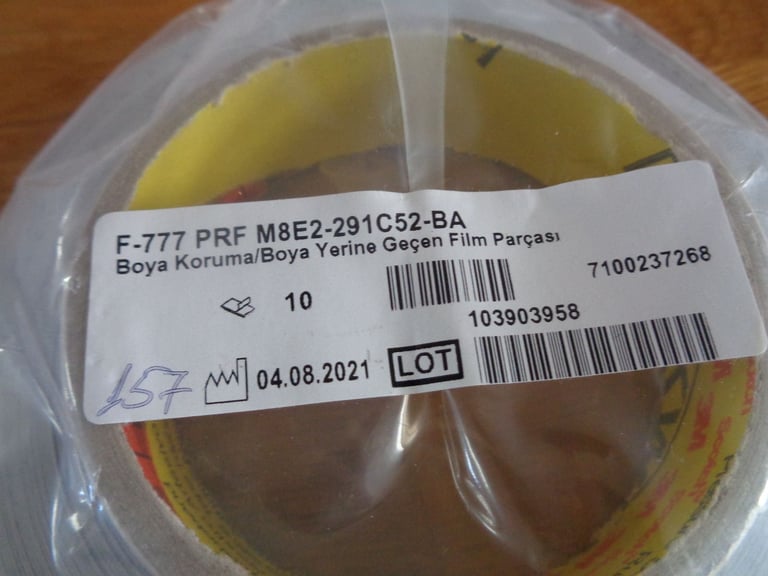 F-777 PRF M8E2-291C52-BA
Boya Koruma/Boya Yerine Geçen Film Parçası
10
7100237268
103903958
157
04.08.2021
LOT